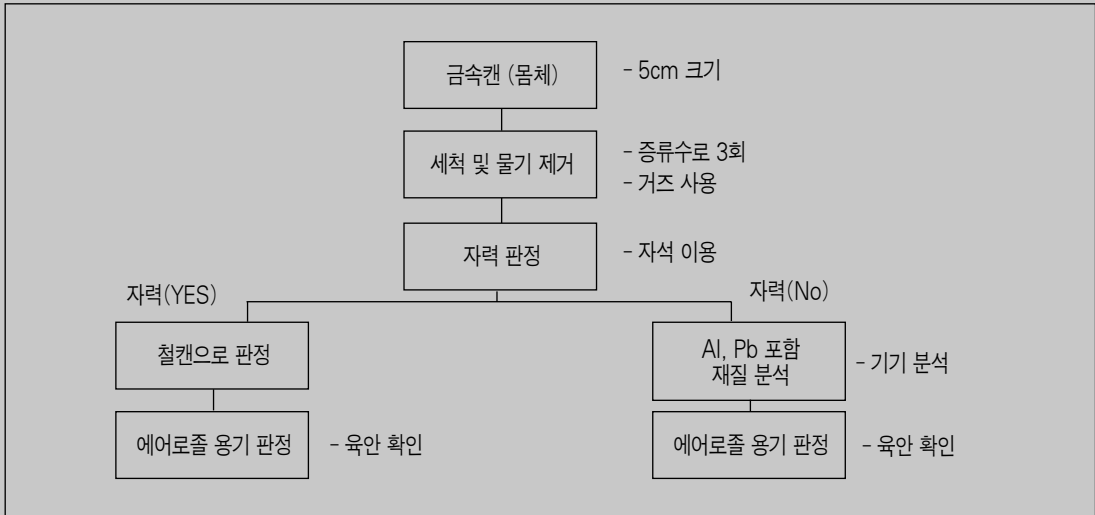 금속캔 (몸체)
- 5cm 크기
세척 및 물기 제거
- 증류수로 3회
- 거즈 사용
자력 판정
- 자석 이용
자력(YES)
자력(No)
철캔으로 판정
Al, Pb 포함
재질 분석
- 기기 분석
에어로졸 용기 판정
- 육안 확인
에어로졸 용기 판정
- 육안 확인